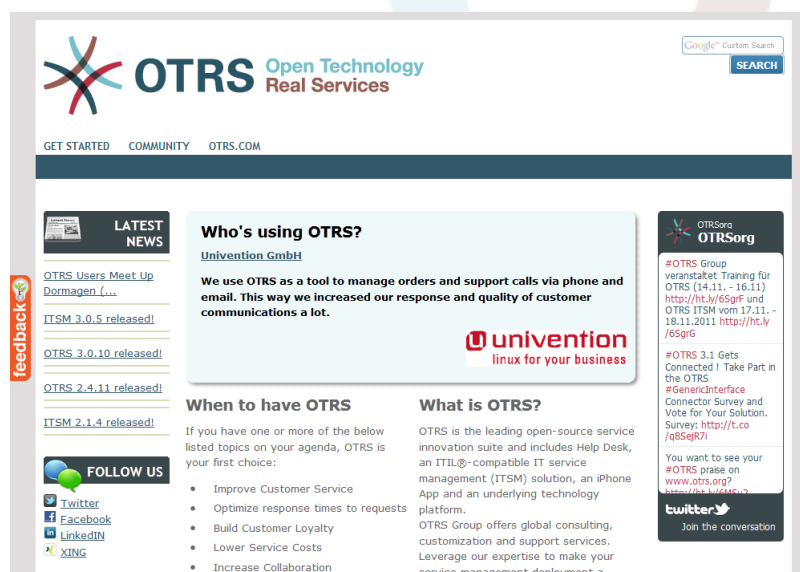 OTRS Open Technology
Real Services
Google™ Custom Search
SEARCH
GET STARTED COMMUNITY OTRS.COM
feedback
LATEST
NEWS
OTRS Users Meet Up
Dormagen (...
ITSM 3.0.5 released!
OTRS 3.0.10 released!
OTRS 2.4.11 released!
ITSM 2.1.4 released!
FOLLOW US
Twitter
Facebook
LinkedIN
XING
Who's using OTRS?
Univention GmbH
We use OTRS as a tool to manage orders and support calls via phone and
email. This way we increased our response and quality of customer
communications a lot.
univention
linux for your business
When to have OTRS
If you have one or more of the below
listed topics on your agenda, OTRS is
your first choice:
• Improve Customer Service
• Optimize response times to requests
• Build Customer Loyalty
• Lower Service Costs
• Increase Collaboration
What is OTRS?
OTRS is the leading open-source service
innovation suite and includes Help Desk,
an ITIL®-compatible IT service
management (ITSM) solution, an iPhone
App and an underlying technology
platform.
OTRS Group offers global consulting,
customization and support services.
Leverage our expertise to make your
service management deployment a
OTRSorg
OTRSorg
#OTRS Group
veranstaltet Training für
OTRS (14.11. - 16.11)
http://ht.ly/6SgrF und
OTRS ITSM vom 17.11. -
18.11.2011 http://ht.ly
/6SgrG
#OTRS 3.1 Gets
Connected ! Take Part in
the OTRS
#GenericInterface
Connector Survey and
Vote for Your Solution.
Survey: http://t.co
/q8SejR7i
You want to see your
#OTRS praise on
www.otrs.org?
twitter
Join the conversation